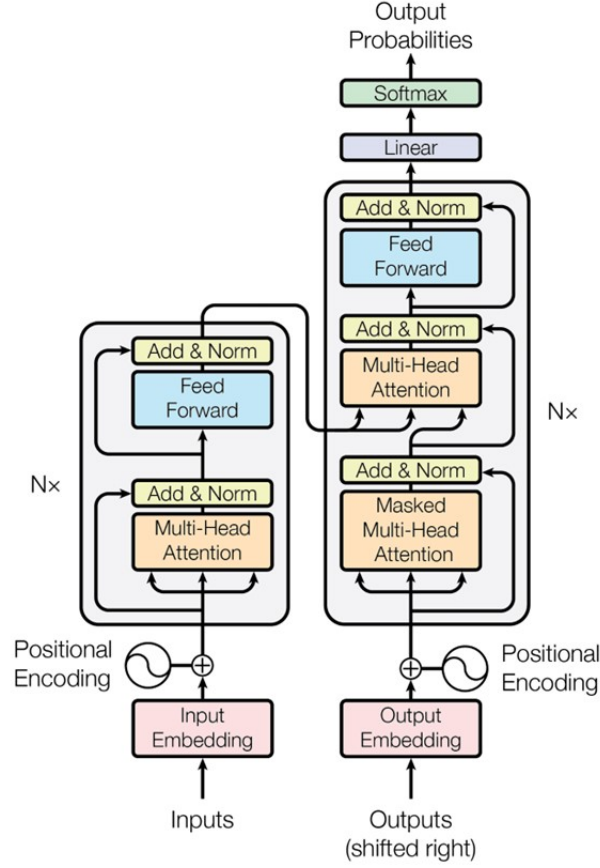 Output
Probabilities
Softmax
Linear
Add & Norm
Feed
Forward
Add & Norm
Multi-Head
Attention
Add & Norm
Masked
Multi-Head
Attention
N×
Add & Norm
Feed
Forward
Add & Norm
Multi-Head
Attention
N×
Positional
Encoding
Positional
Encoding
Input
Embedding
Output
Embedding
Inputs
Outputs
(shifted right)